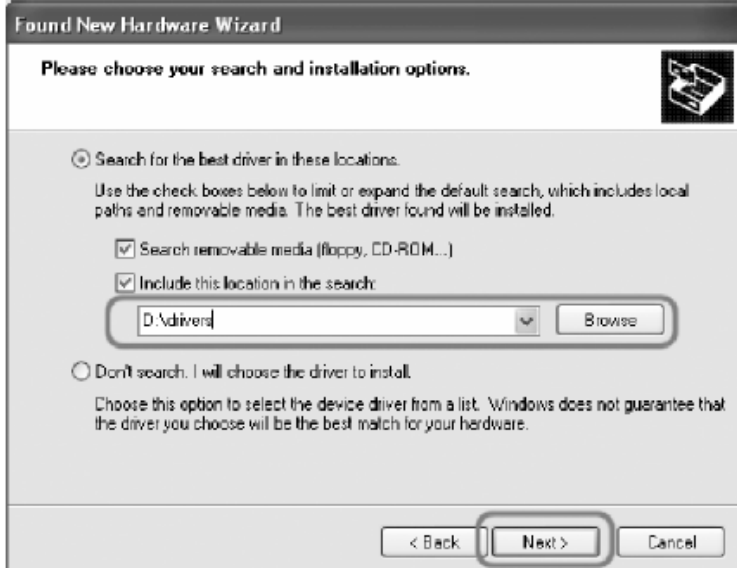 Found New Hardware Wizard
Please choose your search and installation options.
Search for the best driver in these locations.
Use the check boxes below to limit or expand the default search, which includes local
paths and removable media. The best driver found will be installed.
Search removable media (floppy, CD-ROM...)
Include this location in the search:
D:\drivers
Browse
Don't search. I will choose the driver to install.
Choose this option to select the device driver from a list. Windows does not guarantee that
the driver you choose will be the best match for your hardware.
< Back Next > Cancel